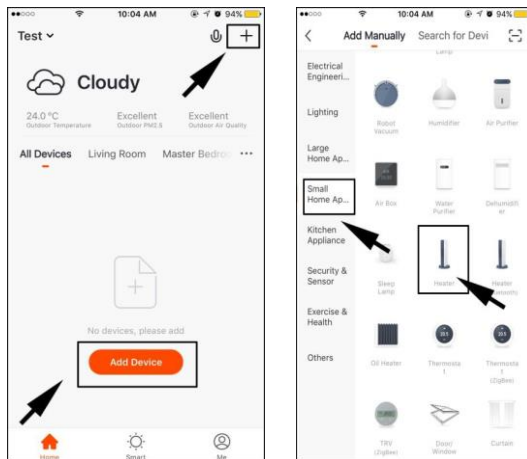 10:04 AM
94%
Test
Cloudy
24.0 °C
Outdoor Temperature
Excellent
Outdoor PM2.5
Excellent
Outdoor Air Quality
All Devices
Living Room
Master Bedro
No devices, please add
Add Device
Home
Smart
Me
10:04 AM
94%
Add Manually
Search for Devi
Electrical
Engineeri...
Lighting
Large
Home Ap...
Small
Home Ap...
Kitchen
Appliance
Security &
Sensor
Exercise &
Health
Others
Lamp
Robot
Vacuum
Humidifier
Air Purifier
Air Box
Water
Purifier
Dehumidifi
er
Sleep
Lamp
Heater
Heater
Oil Heater
Thermosta
t
Thermosta
t
(ZigBee)
TRV
(ZigBee)
Door/
Window
Curtain